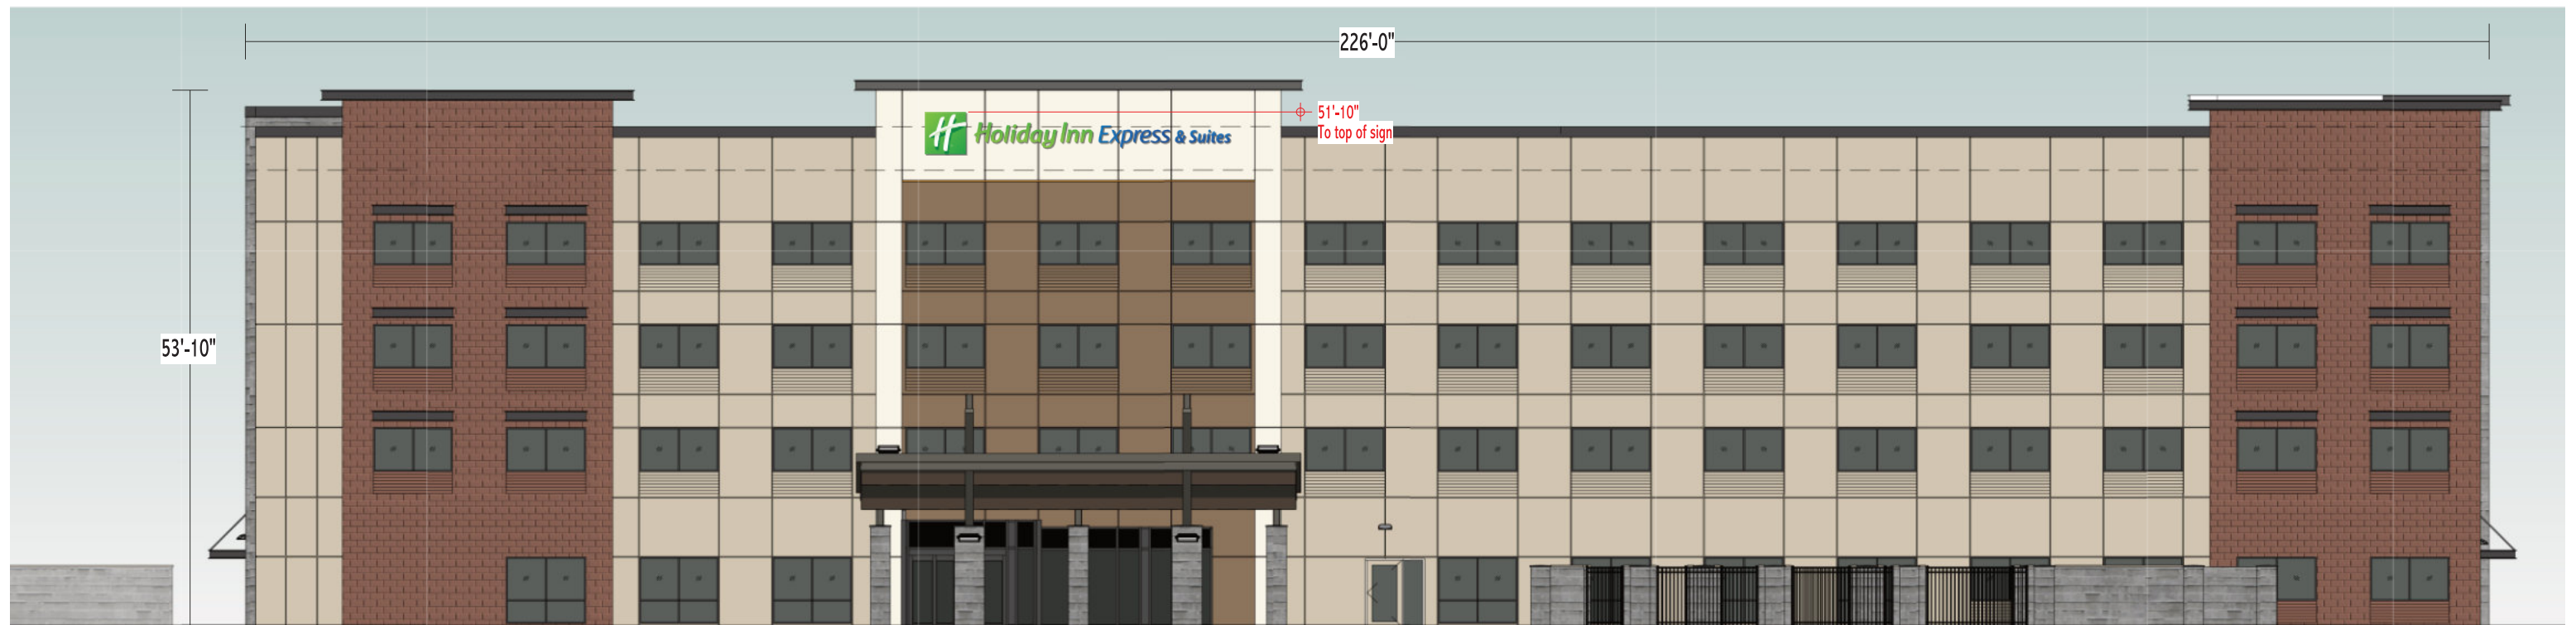 226'-0"
51'-10"
To top of sign
H Holiday Inn Express & Suites
53'-10"